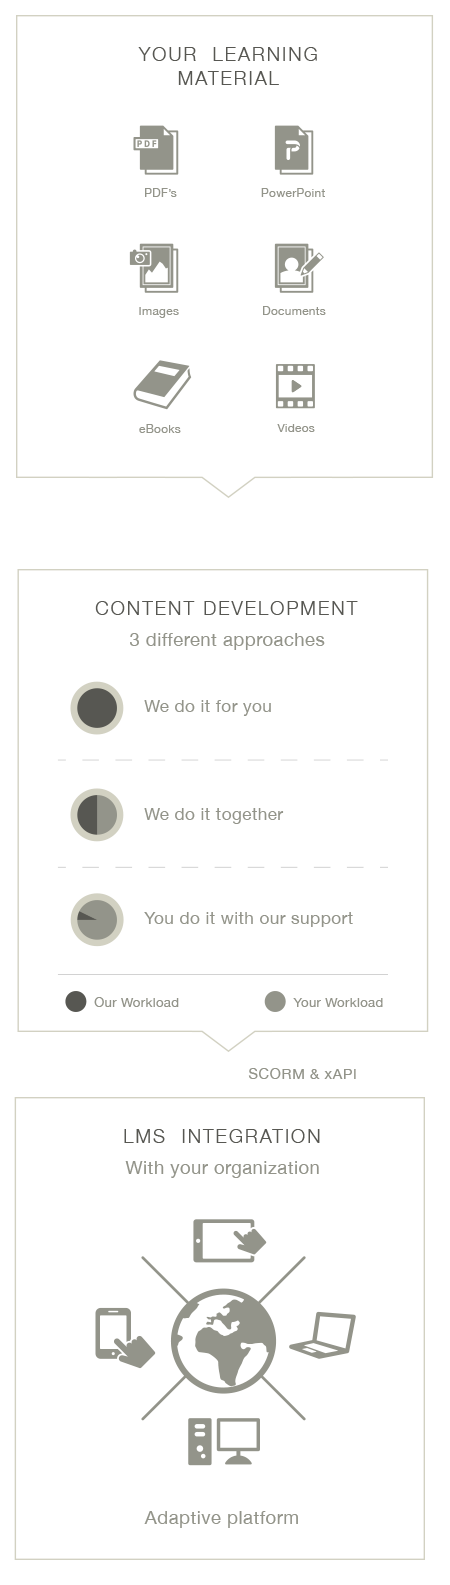 YOUR LEARNING
MATERIAL
PDF
P
PDF's
PowerPoint
Images
Documents
eBooks
Videos
CONTENT DEVELOPMENT
3 different approaches
We do it for you
We do it together
You do it with our support
Our Workload
Your Workload
SCORM & xAPI
LMS INTEGRATION
With your organization
Adaptive platform